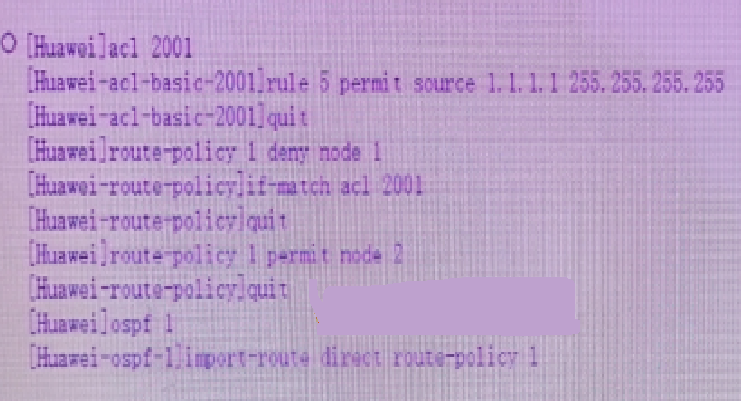 [Huawei]acl 2001
[Huawei-acl-basic-2001]rule 5 permit source 1.1.1.1 255.255.255.255
[Huawei-acl-basic-2001]quit
[Huawei]route-policy 1 deny node 1
[Huawei-route-policy]if-match acl 2001
[Huawei-route-policy]quit
[Huawei]route-policy 1 permit node 2
[Huawei-route-policy]quit
[Huawei]ospf 1
[Huawei-ospf-1]import-route direct route-policy 1